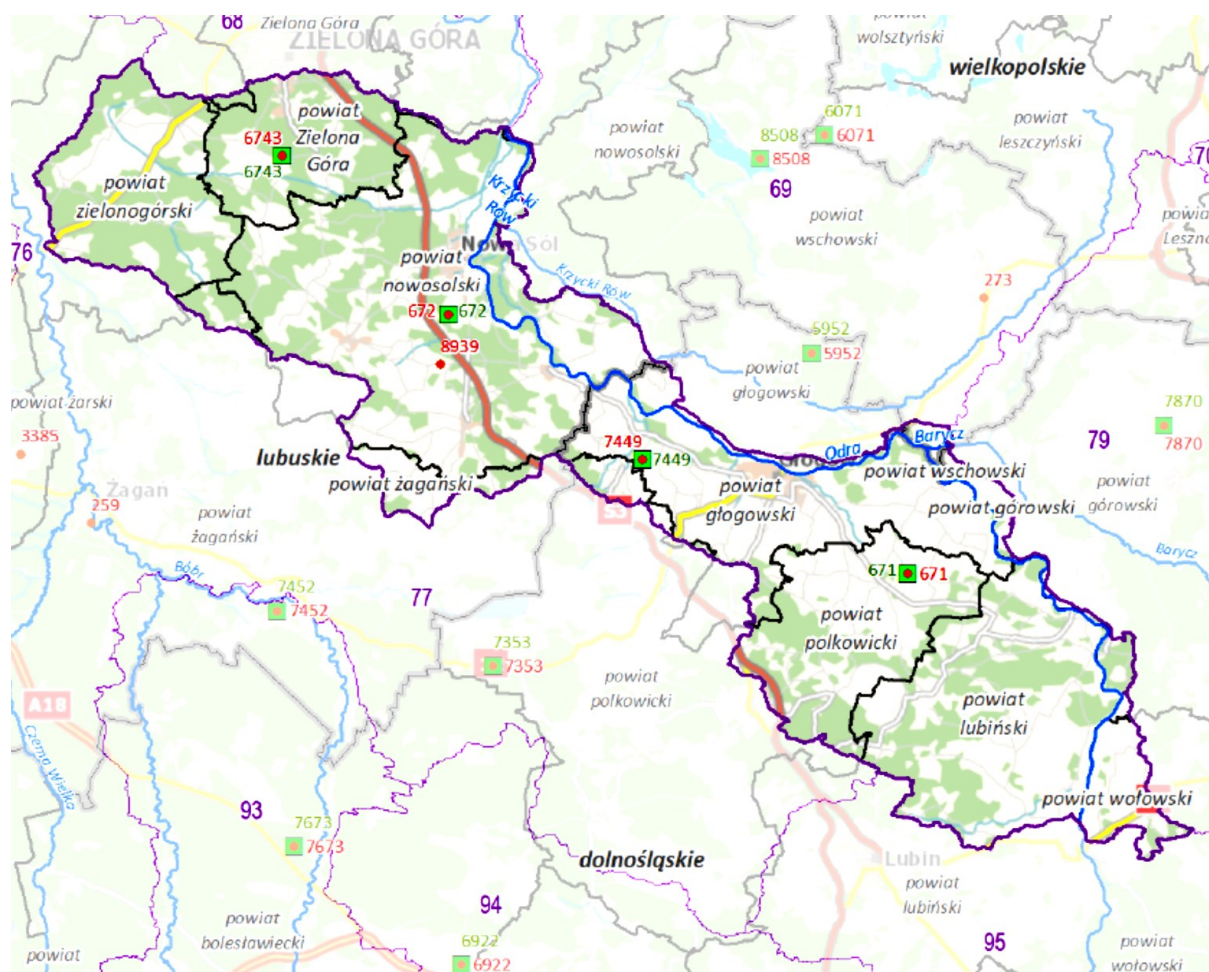 68
Zielona Góra
ZIELONA GÓRA
powiat
wolsztyński
wielkopolskie
powiat
Zielona
Góra
6743
6743
powiat
nowosolski
6071
6071
8508
8508
powiat
leszczyński
69
powiat
zielonogórski
Krzycki
Rów
powiat
wschowski
powiat
Leszno
76
Nowa Sól
powiat
nowosolski
Krzycki Rów
273
672
672
8939
5952
5952
powiat
głogowski
powiat żarski
3385
7870
7870
79
lubuskie
7449
7449
Odra
Barycz
powiat wschowski
powiat żagański
Żagań
259
powiat
żagański
S3
powiat
głogowski
powiat górowski
powiat
górowski
Barycz
Bóbr
7452
7452
77
671
671
powiat
polkowicki
7353
7353
powiat
polkowicki
powiat
lubiński
A18
Czerna Wielka
93
7673
7673
powiat wołowski
dolnośląskie
Lubin
powiat
lubiński
94
powiat
bolesławiecki
95
6922
6922
powiat
powiat
wołowski